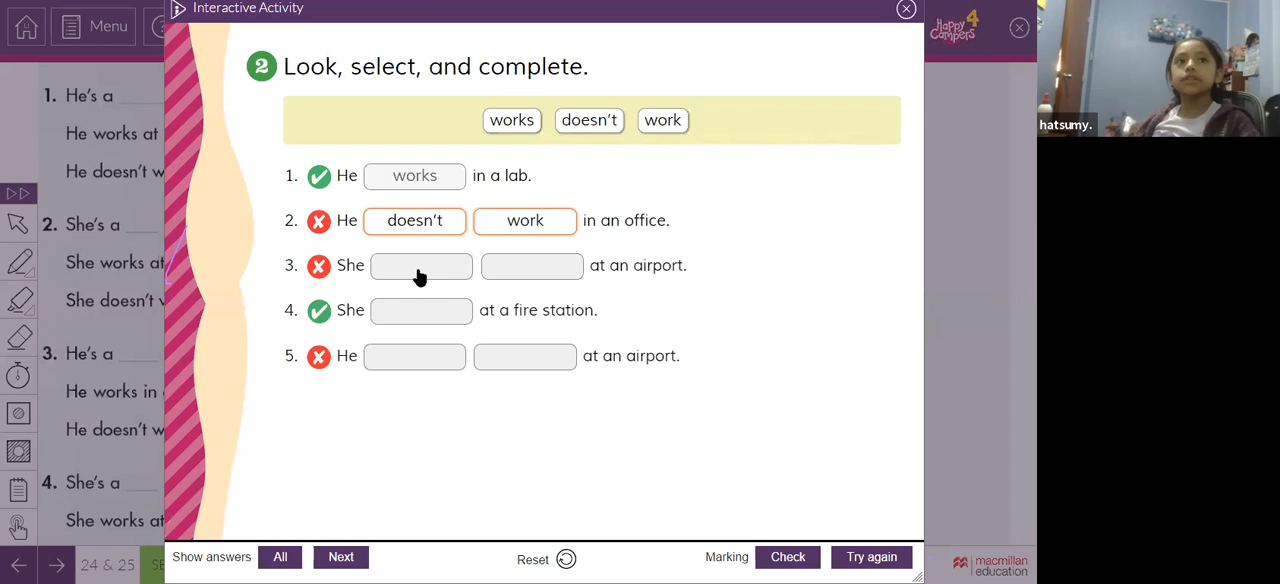 Menu
Interactive Activity
Happy Campers 4
2 Look, select, and complete.
works doesn't work
1. He works in a lab.
2. He doesn't work in an office.
3. She at an airport.
4. She at a fire station.
5. He at an airport.
1. He's a ____
He works at
He doesn't w
2. She's a ____
She works at
She doesn't v
3. He's a ____
He works in
He doesn't w
4. She's a ____
She works at
24 & 25
Show answers All Next Reset Marking Check Try again
macmillan
education
hatsumy.